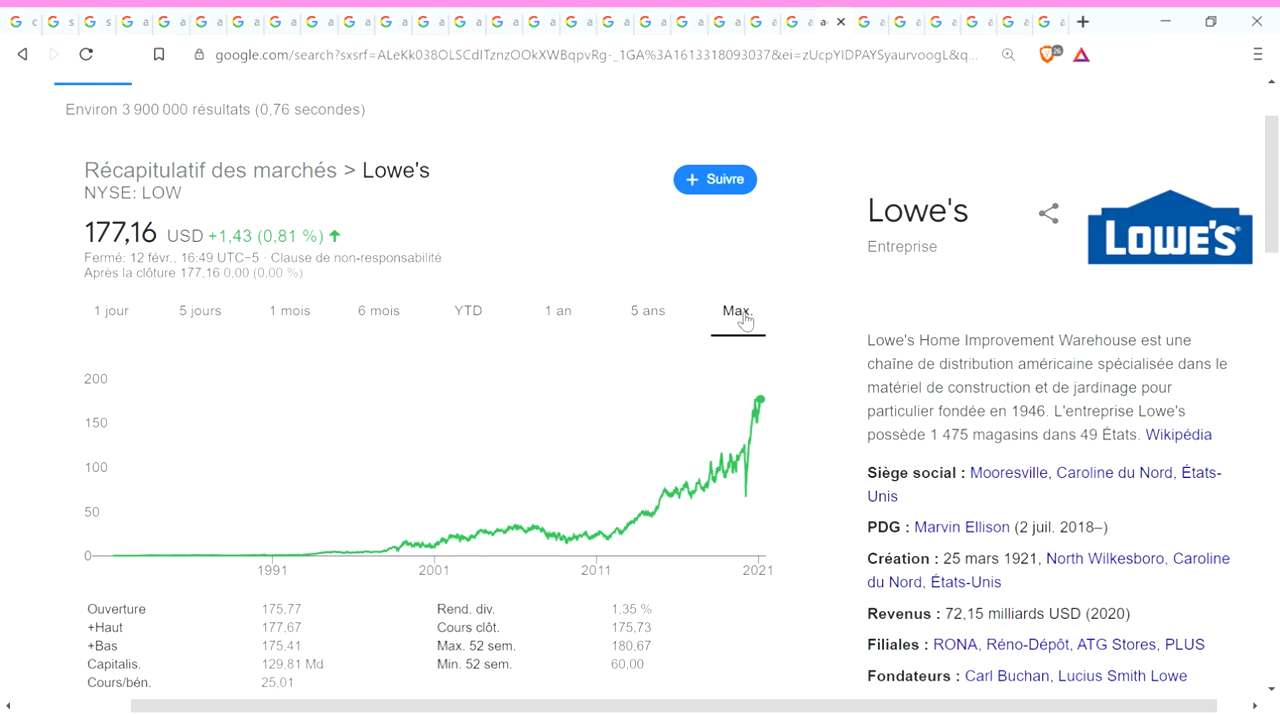 google.com/search?sxsrf=ALeKk038OLSCdITznzOOkXWBqpvRg-_1GA%3A1613318093037&ei=zUcpYIDPAYSyaurvoogL&q...
26
Environ 3 900 000 résultats (0,76 secondes)
Récapitulatif des marchés > Lowe's
NYSE: LOW
+ Suivre
177,16 USD +1,43 (0,81 %)
Fermé: 12 févr., 16:49 UTC−5 · Clause de non-responsabilité
Après la clôture 177,16 0,00 (0,00 %)
1 jour 5 jours 1 mois 6 mois YTD 1 an 5 ans Max.
200
150
100
50
0
1991 2001 2011 2021
Ouverture 175,77 Rend. div. 1,35 %
+Haut 177,67 Cours clôt. 175,73
+Bas 175,41 Max. 52 sem. 180,67
Capitalis. 129,81 Md Min. 52 sem. 60,00
Cours/bén. 25,01
Lowe's
Entreprise
LOWE'S
Lowe's Home Improvement Warehouse est une
chaîne de distribution américaine spécialisée dans le
matériel de construction et de jardinage pour
particulier fondée en 1946. L'entreprise Lowe's
possède 1 475 magasins dans 49 États. Wikipédia
Siège social : Mooresville, Caroline du Nord, États-
Unis
PDG : Marvin Ellison (2 juil. 2018–)
Création : 25 mars 1921, North Wilkesboro, Caroline
du Nord, États-Unis
Revenus : 72,15 milliards USD (2020)
Filiales : RONA, Réno-Dépôt, ATG Stores, PLUS
Fondateurs : Carl Buchan, Lucius Smith Lowe